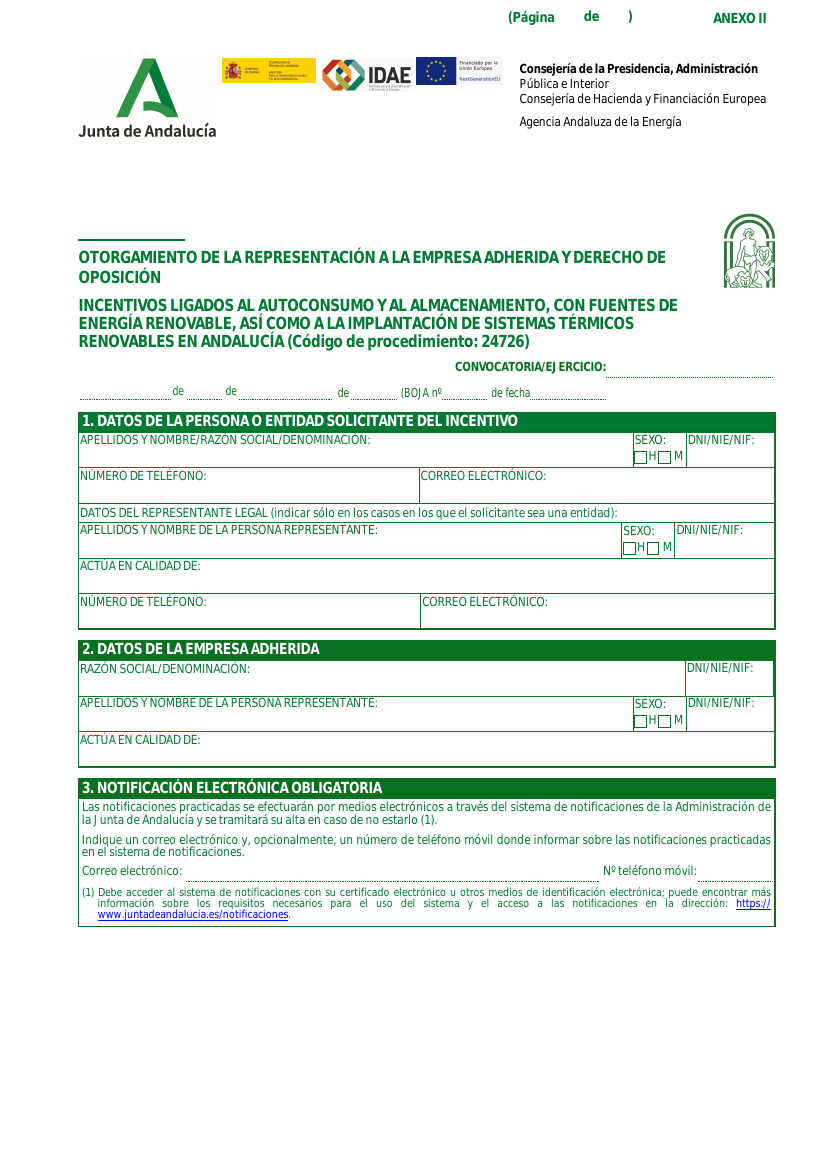 (Página de ) ANEXO II
Junta de Andalucía
IDAE
Financiado por la
Unión Europea
NextGenerationEU
Consejería de la Presidencia, Administración
Pública e Interior
Consejería de Hacienda y Financiación Europea
Agencia Andaluza de la Energía
OTORGAMIENTO DE LA REPRESENTACIÓN A LA EMPRESA ADHERIDA Y DERECHO DE
OPOSICIÓN
INCENTIVOS LIGADOS AL AUTOCONSUMO Y AL ALMACENAMIENTO, CON FUENTES DE
ENERGÍA RENOVABLE, ASÍ COMO A LA IMPLANTACIÓN DE SISTEMAS TÉRMICOS
RENOVABLES EN ANDALUCÍA (Código de procedimiento: 24726)
CONVOCATORIA/EJERCICIO:
de de de (BOJA nº de fecha
1. DATOS DE LA PERSONA O ENTIDAD SOLICITANTE DEL INCENTIVO
APELLIDOS Y NOMBRE/RAZÓN SOCIAL/DENOMINACIÓN: SEXO: DNI/NIE/NIF:
H M
NÚMERO DE TELÉFONO: CORREO ELECTRÓNICO:
DATOS DEL REPRESENTANTE LEGAL (indicar sólo en los casos en los que el solicitante sea una entidad):
APELLIDOS Y NOMBRE DE LA PERSONA REPRESENTANTE: SEXO: DNI/NIE/NIF:
H M
ACTÚA EN CALIDAD DE:
NÚMERO DE TELÉFONO: CORREO ELECTRÓNICO:
2. DATOS DE LA EMPRESA ADHERIDA
RAZÓN SOCIAL/DENOMINACIÓN: DNI/NIE/NIF:
APELLIDOS Y NOMBRE DE LA PERSONA REPRESENTANTE: SEXO: DNI/NIE/NIF:
H M
ACTÚA EN CALIDAD DE:
3. NOTIFICACIÓN ELECTRÓNICA OBLIGATORIA
Las notificaciones practicadas se efectuarán por medios electrónicos a través del sistema de notificaciones de la Administración de
la Junta de Andalucía y se tramitará su alta en caso de no estarlo (1).
Indique un correo electrónico y, opcionalmente, un número de teléfono móvil donde informar sobre las notificaciones practicadas
en el sistema de notificaciones.
Correo electrónico: Nº teléfono móvil:
(1) Debe acceder al sistema de notificaciones con su certificado electrónico u otros medios de identificación electrónica; puede encontrar más
información sobre los requisitos necesarios para el uso del sistema y el acceso a las notificaciones en la dirección: https://
www.juntadeandalucia.es/notificaciones.